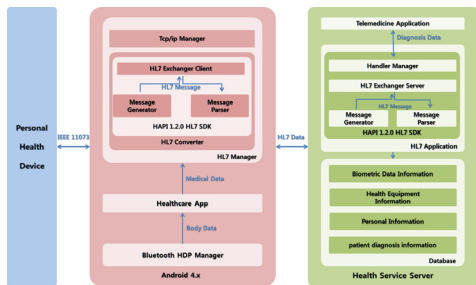 Personal
Health
Device
IEEE 11073
Tcp/ip Manager
HL7 Exchanger Client
HL7 Message
Message
Generator
Message
Parser
HAPI 1.2.0 HL7 SDK
HL7 Converter
HL7 Manager
Medical Data
Healthcare App
Body Data
Bluetooth HDP Manager
Android 4.x
HL7 Data
Telemedicine Application
Diagnosis Data
Handler Manager
HL7 Exchanger Server
HL7 Message
Message
Generator
Message
Parser
HAPI 1.2.0 HL7 SDK
HL7 Application
Biometric Data Information
Health Equipment
Information
Personal Information
patient diagnosis information
Database
Health Service Server